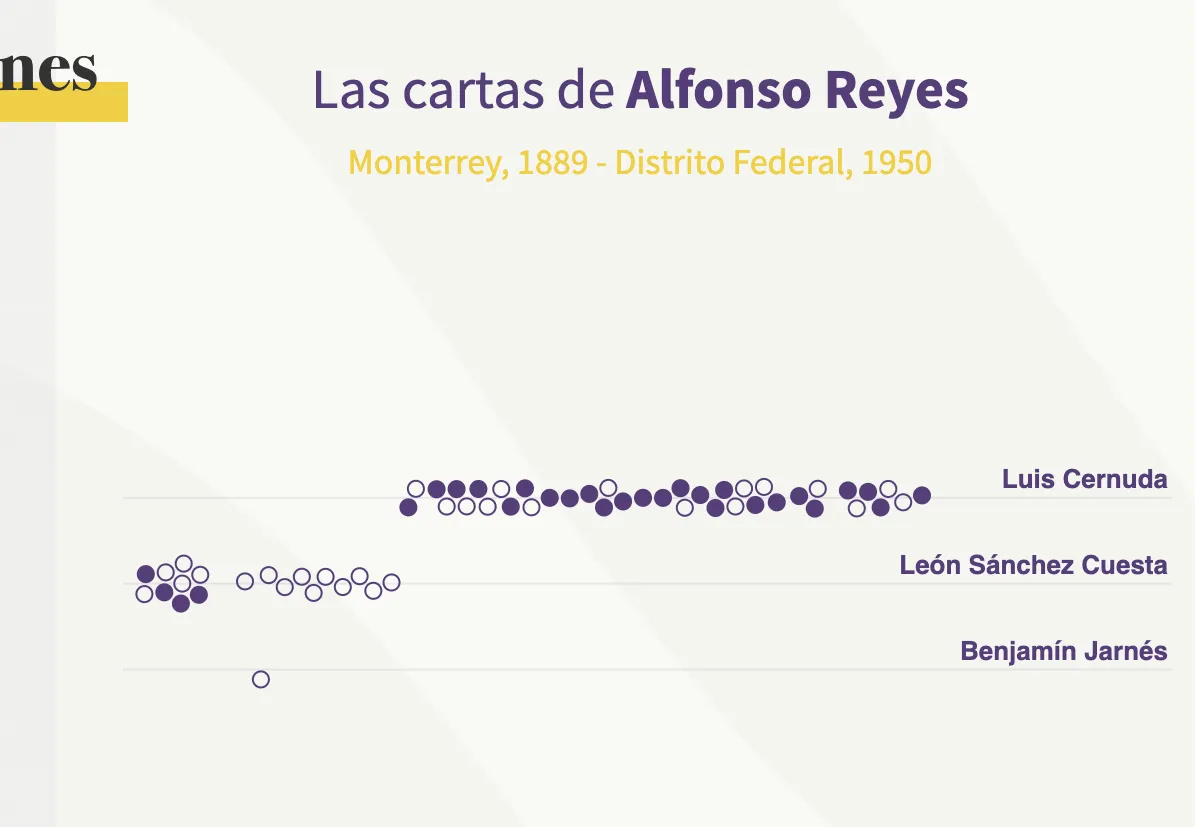 nes
Las cartas de Alfonso Reyes
Monterrey, 1889 - Distrito Federal, 1950
Luis Cernuda
León Sánchez Cuesta
Benjamín Jarnés